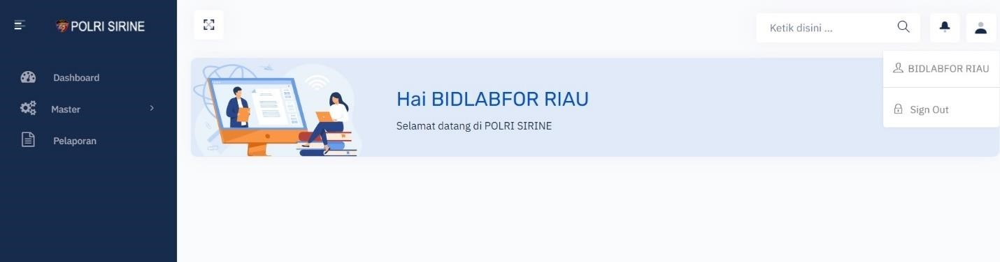 POLRI SIRINE
Ketik disini ...
Dashboard
Master
Pelaporan
Hai BIDLABFOR RIAU
Selamat datang di POLRI SIRINE
BIDLABFOR RIAU
Sign Out